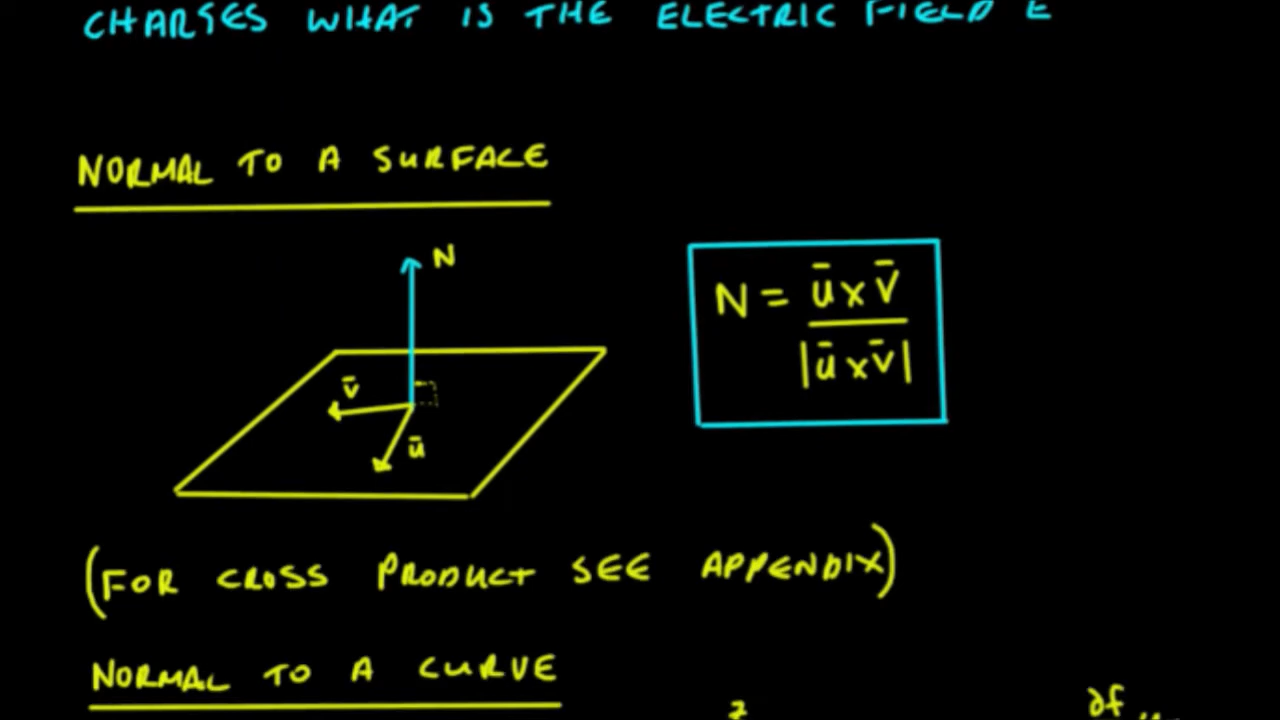 CHARGES WHAT IS THE ELECTRIC FIELD E
NORMAL TO A SURFACE
N
v̄
ū
N = ū x v̄ / |ū x v̄|
(FOR CROSS PRODUCT SEE APPENDIX)
NORMAL TO A CURVE
z
∂f